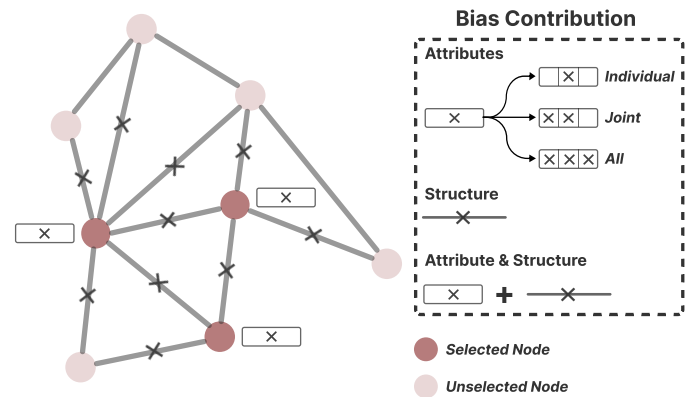 Bias Contribution
Attributes
Individual
Joint
All
Structure
Attribute & Structure
Selected Node
Unselected Node